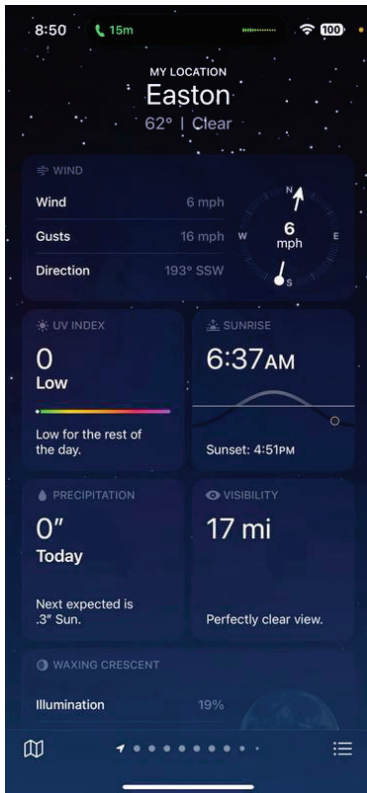 8:50 15m 100
MY LOCATION
Easton
62° | Clear
WIND
Wind 6 mph
Gusts 16 mph
Direction 193° SSW
N
W 6 E
mph
S
UV INDEX
0
Low
Low for the rest of
the day.
SUNRISE
6:37AM
Sunset: 4:51PM
PRECIPITATION
0″
Today
Next expected is
.3″ Sun.
VISIBILITY
17 mi
Perfectly clear view.
WAXING CRESCENT
Illumination 19%